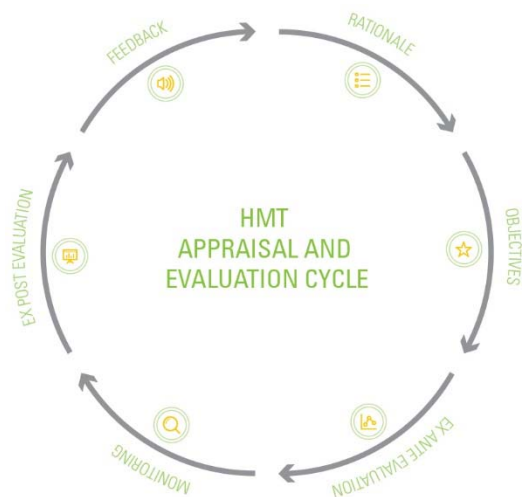 HMT
APPRAISAL AND
EVALUATION CYCLE
RATIONALE
OBJECTIVES
EX ANTE EVALUATION
MONITORING
EX POST EVALUATION
FEEDBACK